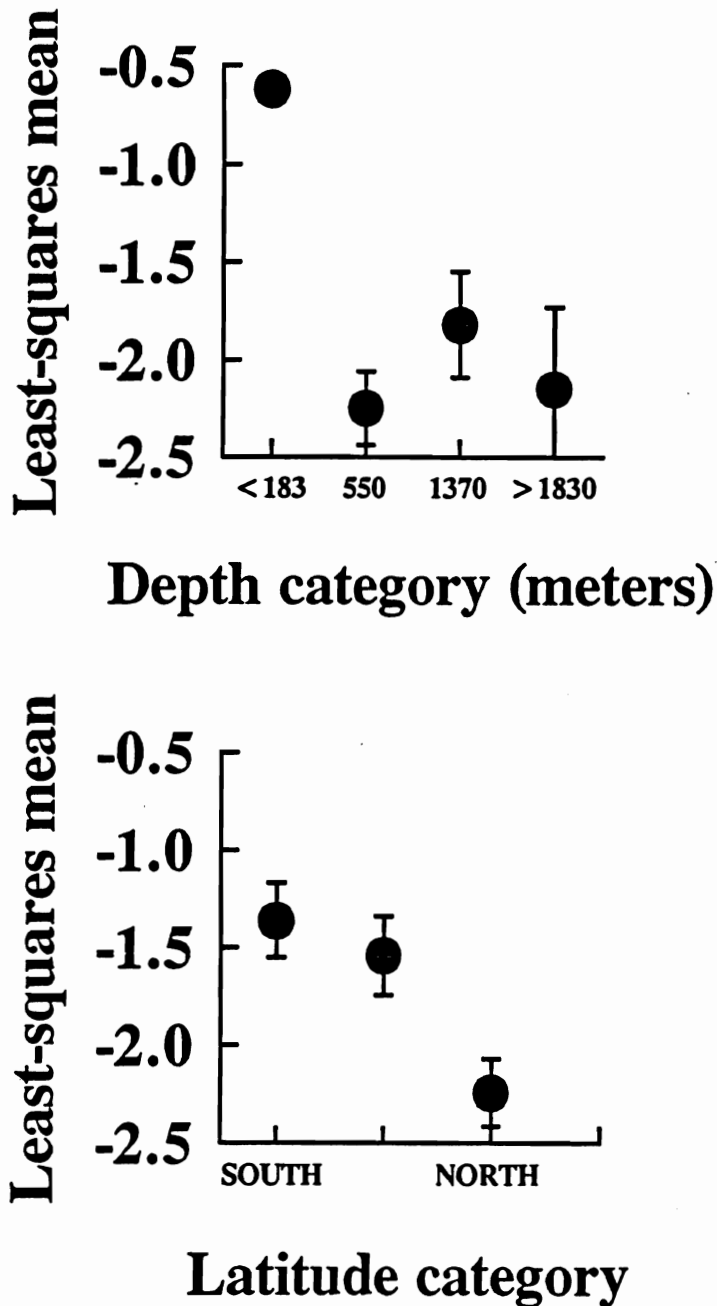 Least-squares mean
-0.5
-1.0
-1.5
-2.0
-2.5
<183 550 1370 >1830
Depth category (meters)
Least-squares mean
-0.5
-1.0
-1.5
-2.0
-2.5
SOUTH NORTH
Latitude category